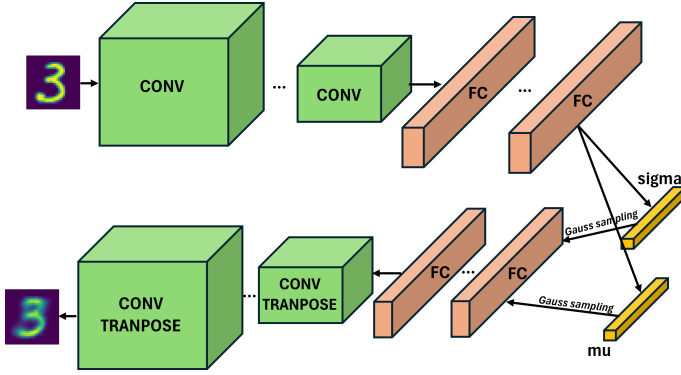 3
CONV
...
CONV
FC
...
FC
sigma
Gauss sampling
Gauss sampling
mu
FC
...
FC
CONV
TRANPOSE
...
CONV
TRANPOSE
3